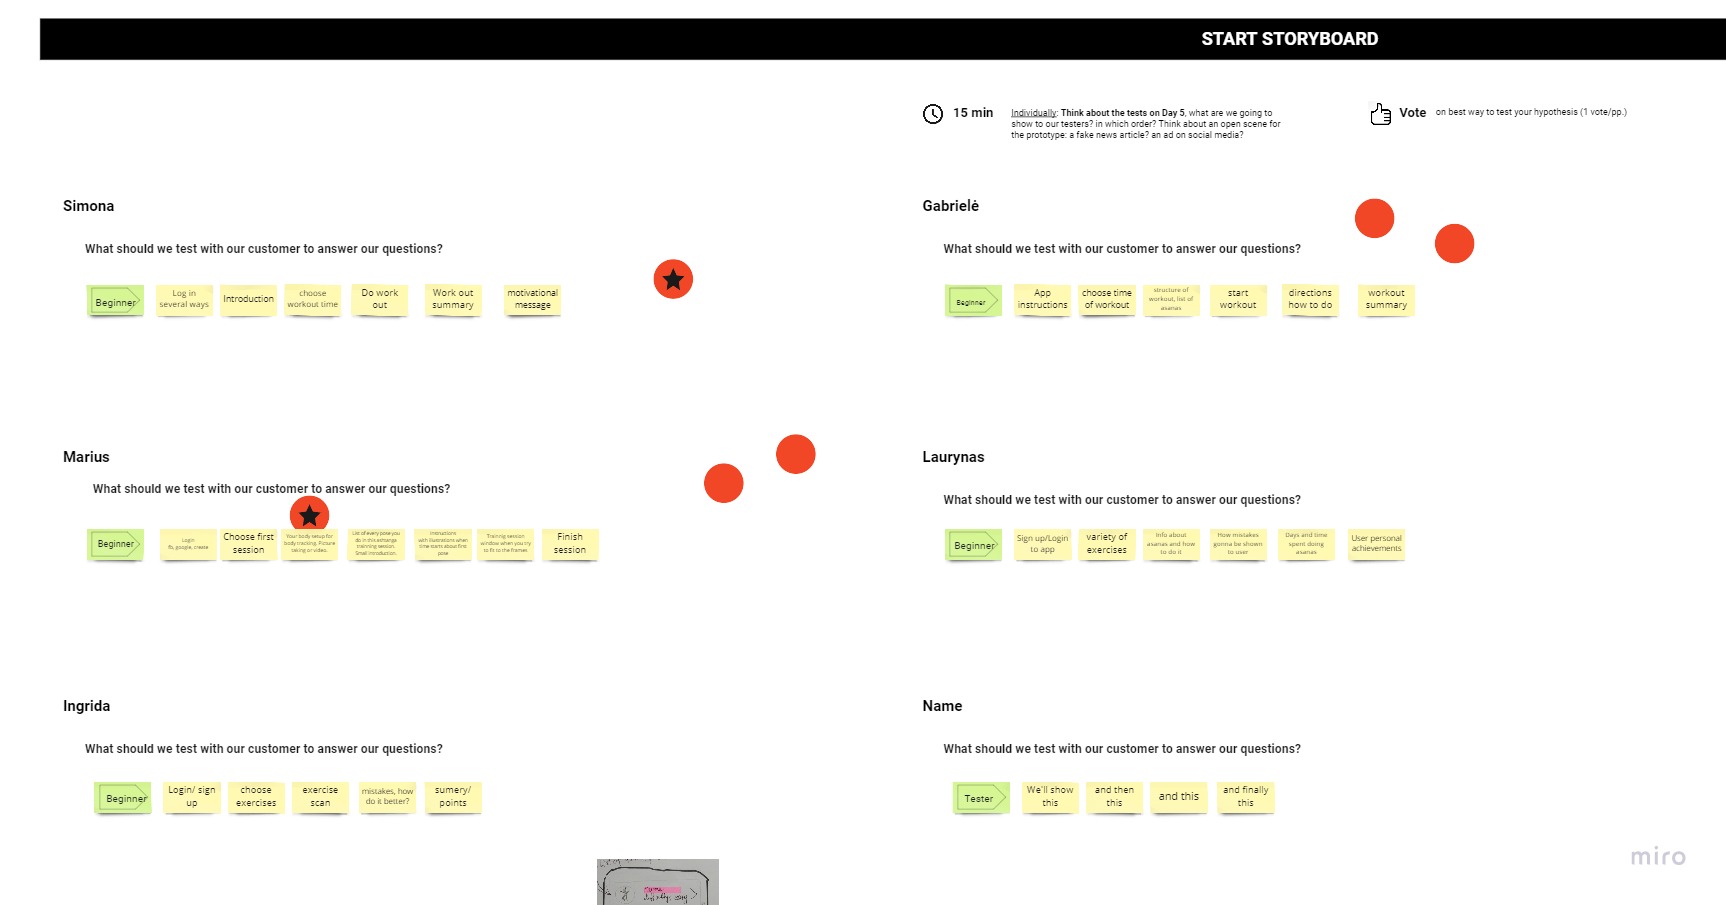 START STORYBOARD
15 min
Individually: Think about the tests on Day 5, what are we going to
show to our testers? in which order? Think about an open scene for
the prototype: a fake news article? an ad on social media?
Vote
on best way to test your hypothesis (1 vote/pp.)
Simona
What should we test with our customer to answer our questions?
Beginner
Log in
several ways
Introduction
choose
workout time
Do work
out
Work out
summary
motivational
message
Gabrielė
What should we test with our customer to answer our questions?
Beginner
App
instructions
choose time
of workout
structure of
workout, list of
asanas
start
workout
directions
how to do
workout
summary
Marius
What should we test with our customer to answer our questions?
Beginner
Login
fb, google, create
Choose first
session
Your body setup for
body tracking. Picture
taking or video.
List of every pose you
do in this
trainning session.
Small introduction.
Instructions
with illustrations when
time starts about first
pose
Trainnig session
window when you try
to fit to the frames
Finish
session
Laurynas
What should we test with our customer to answer our questions?
Beginner
Sign up/Login
to app
variety of
exercises
Info about
asanas and how
to do it
How mistakes
gonna be shown
to user
Days and time
spent doing
asanas
User personal
achievements
Ingrida
What should we test with our customer to answer our questions?
Beginner
Login/ sign
up
choose
exercises
exercise
scan
mistakes, how
do it better?
sumery/
points
Name
What should we test with our customer to answer our questions?
Tester
We'll show
this
and then
this
and this
and finally
this
miro